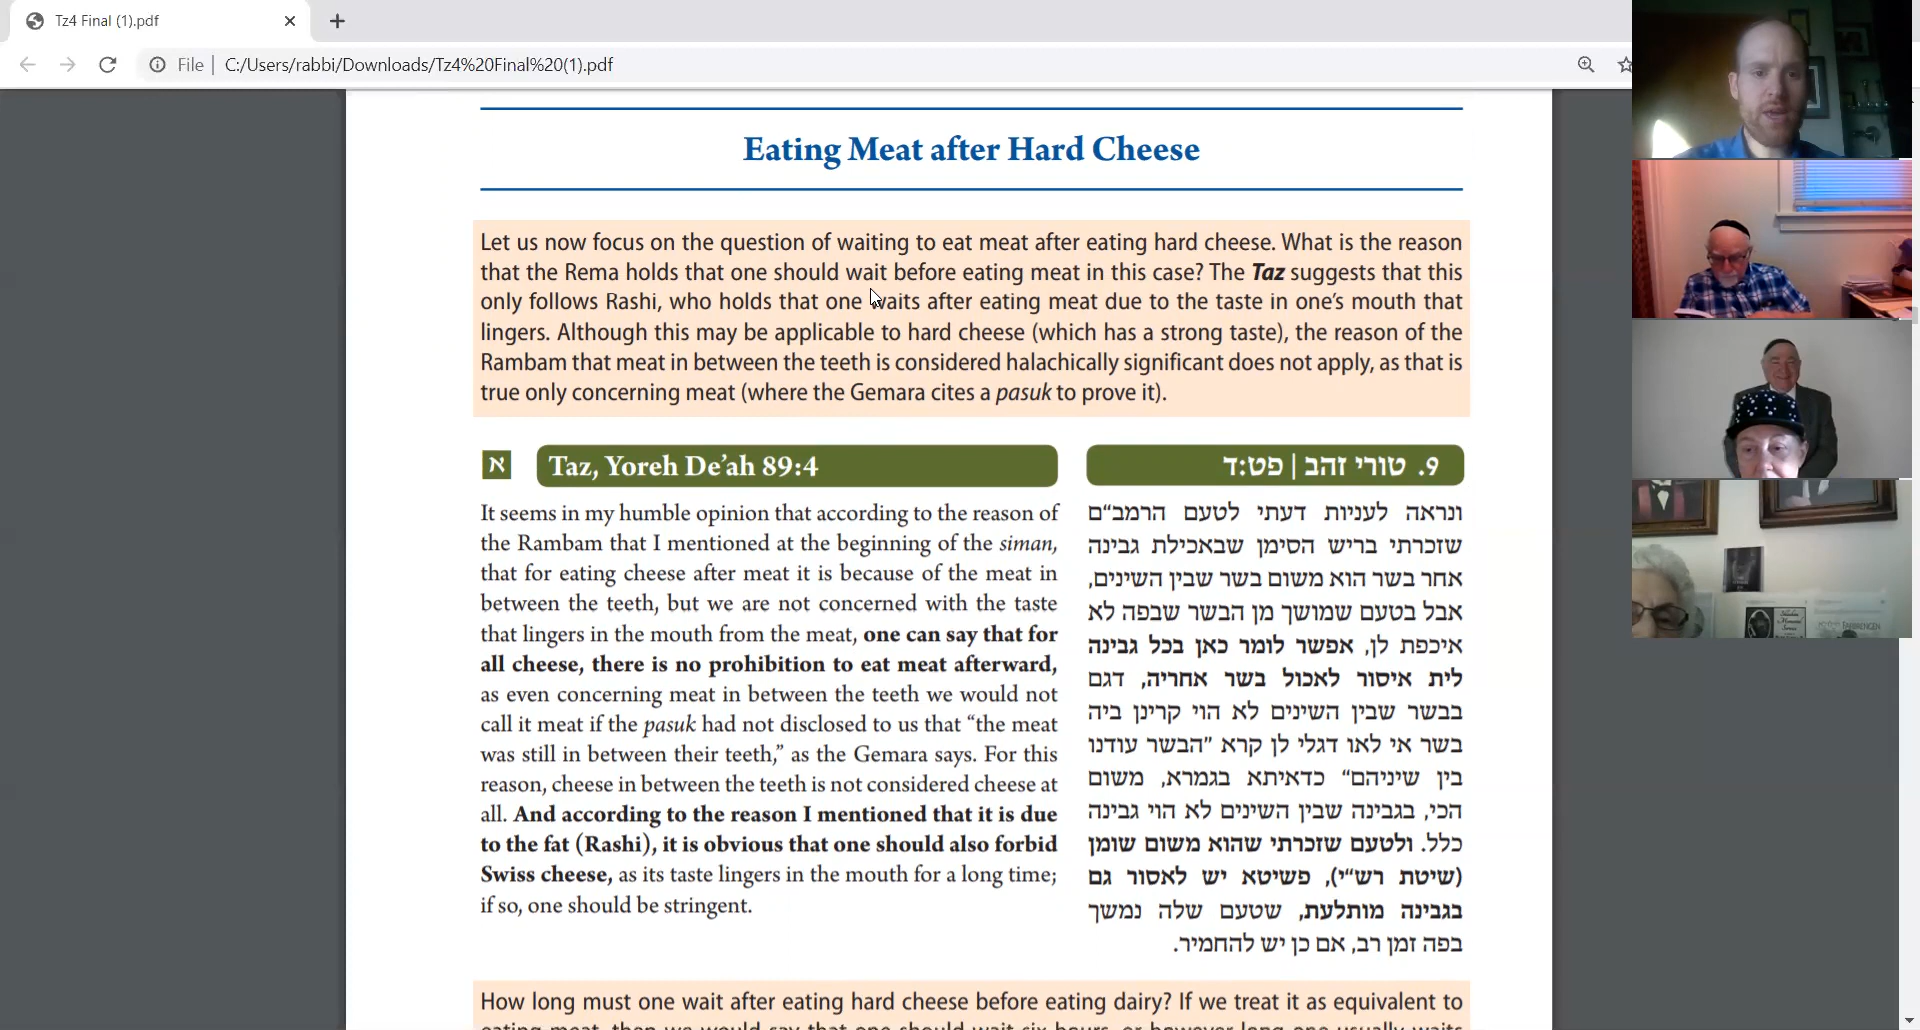 Tz4 Final (1).pdf
File | C:/Users/rabbi/Downloads/Tz4%20Final%20(1).pdf
Eating Meat after Hard Cheese
Let us now focus on the question of waiting to eat meat after eating hard cheese. What is the reason
that the Rema holds that one should wait before eating meat in this case? The Taz suggests that this
only follows Rashi, who holds that one waits after eating meat due to the taste in one's mouth that
lingers. Although this may be applicable to hard cheese (which has a strong taste), the reason of the
Rambam that meat in between the teeth is considered halachically significant does not apply, as that is
true only concerning meat (where the Gemara cites a pasuk to prove it).
א
Taz, Yoreh De'ah 89:4
It seems in my humble opinion that according to the reason of
the Rambam that I mentioned at the beginning of the siman,
that for eating cheese after meat it is because of the meat in
between the teeth, but we are not concerned with the taste
that lingers in the mouth from the meat, one can say that for
all cheese, there is no prohibition to eat meat afterward,
as even concerning meat in between the teeth we would not
call it meat if the pasuk had not disclosed to us that “the meat
was still in between their teeth,” as the Gemara says. For this
reason, cheese in between the teeth is not considered cheese at
all. And according to the reason I mentioned that it is due
to the fat (Rashi), it is obvious that one should also forbid
Swiss cheese, as its taste lingers in the mouth for a long time;
if so, one should be stringent.
9. טורי זהב | פט:ד
ונראה לעניות דעתי לטעם הרמב“ם
שזכרתי בריש הסימן שבאכילת גבינה
אחר בשר הוא משום בשר שבין השינים,
אבל בטעם שמושך מן הבשר שבפה לא
איכפת לן, אפשר לומר כאן בכל גבינה
לית איסור לאכול בשר אחריה, דגם
בבשר שבין השינים לא הוי קרינן ביה
בשר אי לאו דגלי לן קרא ”הבשר עודנו
בין שיניהם“ כדאיתא בגמרא, משום
הכי, בגבינה שבין השינים לא הוי גבינה
כלל. ולטעם שזכרתי שהוא משום שומן
(שיטת רש“י), פשיטא יש לאסור גם
בגבינה מותלעת, שטעם שלה נמשך
בפה זמן רב, אם כן יש להחמיר.
How long must one wait after eating hard cheese before eating dairy? If we treat it as equivalent to
eating meat, then we would say that one should wait six hours, or however long one usually waits